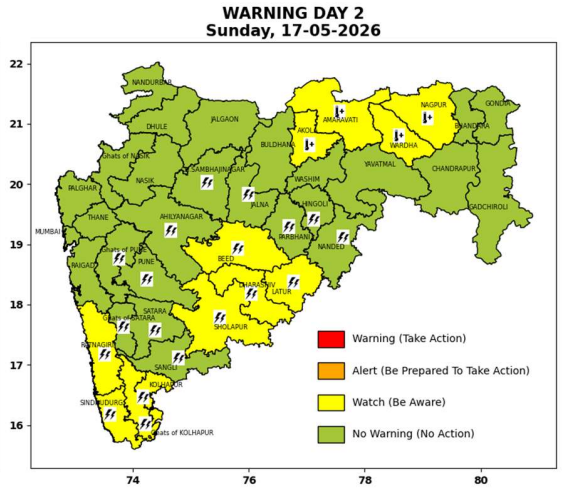 WARNING DAY 2
Sunday, 17-05-2026
22
21
20
19
18
17
16
74
76
78
80
NANDURBAR
DHULE
JALGAON
NAGPUR
GONDIA
BHANDARA
AMARAVATI
AKOLA
WARDHA
BULDHANA
Ghats of NASIK
SAMBHAJINAGAR
WASHIM
YAVATMAL
CHANDRAPUR
PALGHAR
NASIK
JALNA
HINGOLI
GADCHIROLI
THANE
AHILYANAGAR
PARBHANI
NANDED
MUMBAI
Ghats of PUNE
PUNE
BEED
RAIGAD
DHARASHIV
LATUR
SATARA
Ghats of SATARA
SHOLAPUR
RATNAGIRI
SANGLI
KOLHAPUR
SINDHUDURG
Ghats of KOLHAPUR
Warning (Take Action)
Alert (Be Prepared To Take Action)
Watch (Be Aware)
No Warning (No Action)